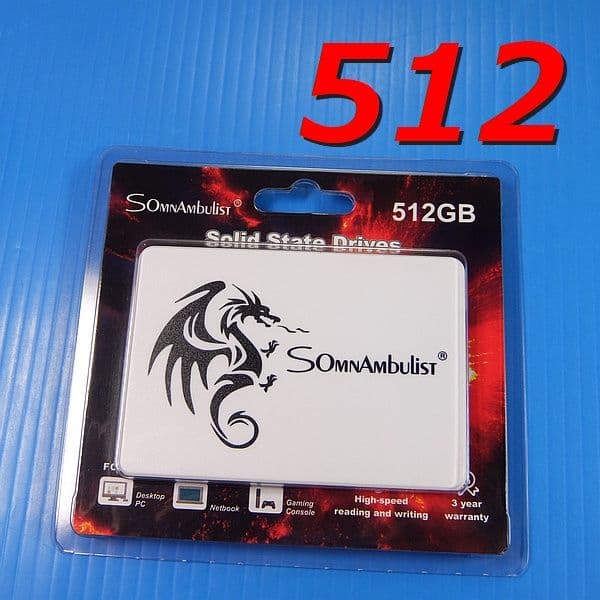 512
SOMNAMBULIST®
512GB
Solid State Drives
SOMNAMBULIST®
Desktop PC
Netbook
Gaming Console
High-speed
reading and writing
3 year
warranty